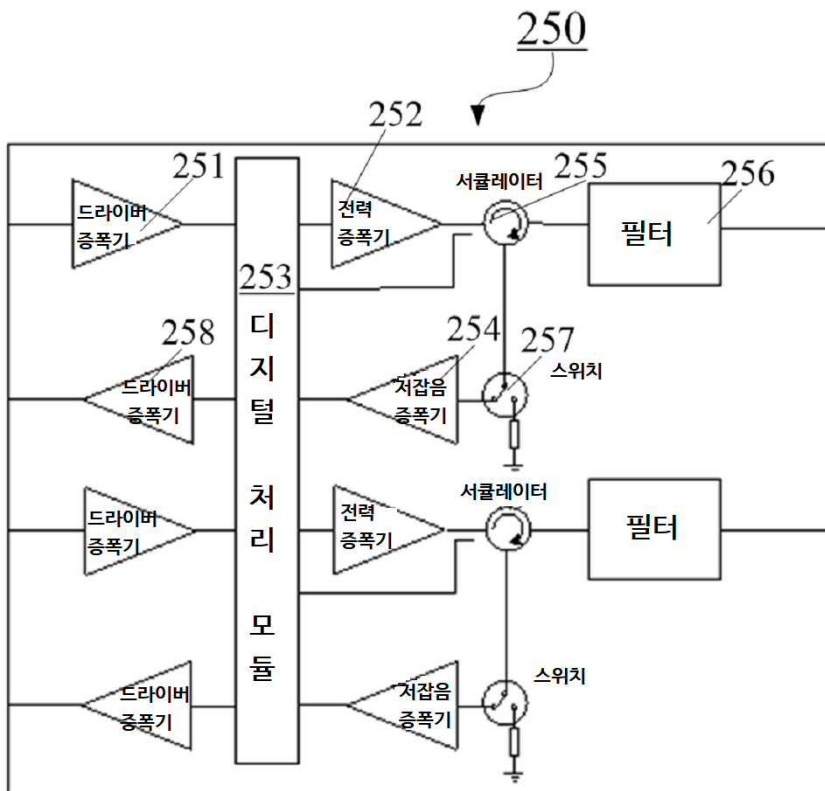 250
252
251
서큘레이터
255
256
드라이버
증폭기
전력
증폭기
필터
253
디
지
털
처
리
모
듈
258
254
257
스위치
드라이버
증폭기
저잡음
증폭기
서큘레이터
드라이버
증폭기
전력
증폭기
필터
드라이버
증폭기
저잡음
증폭기
스위치